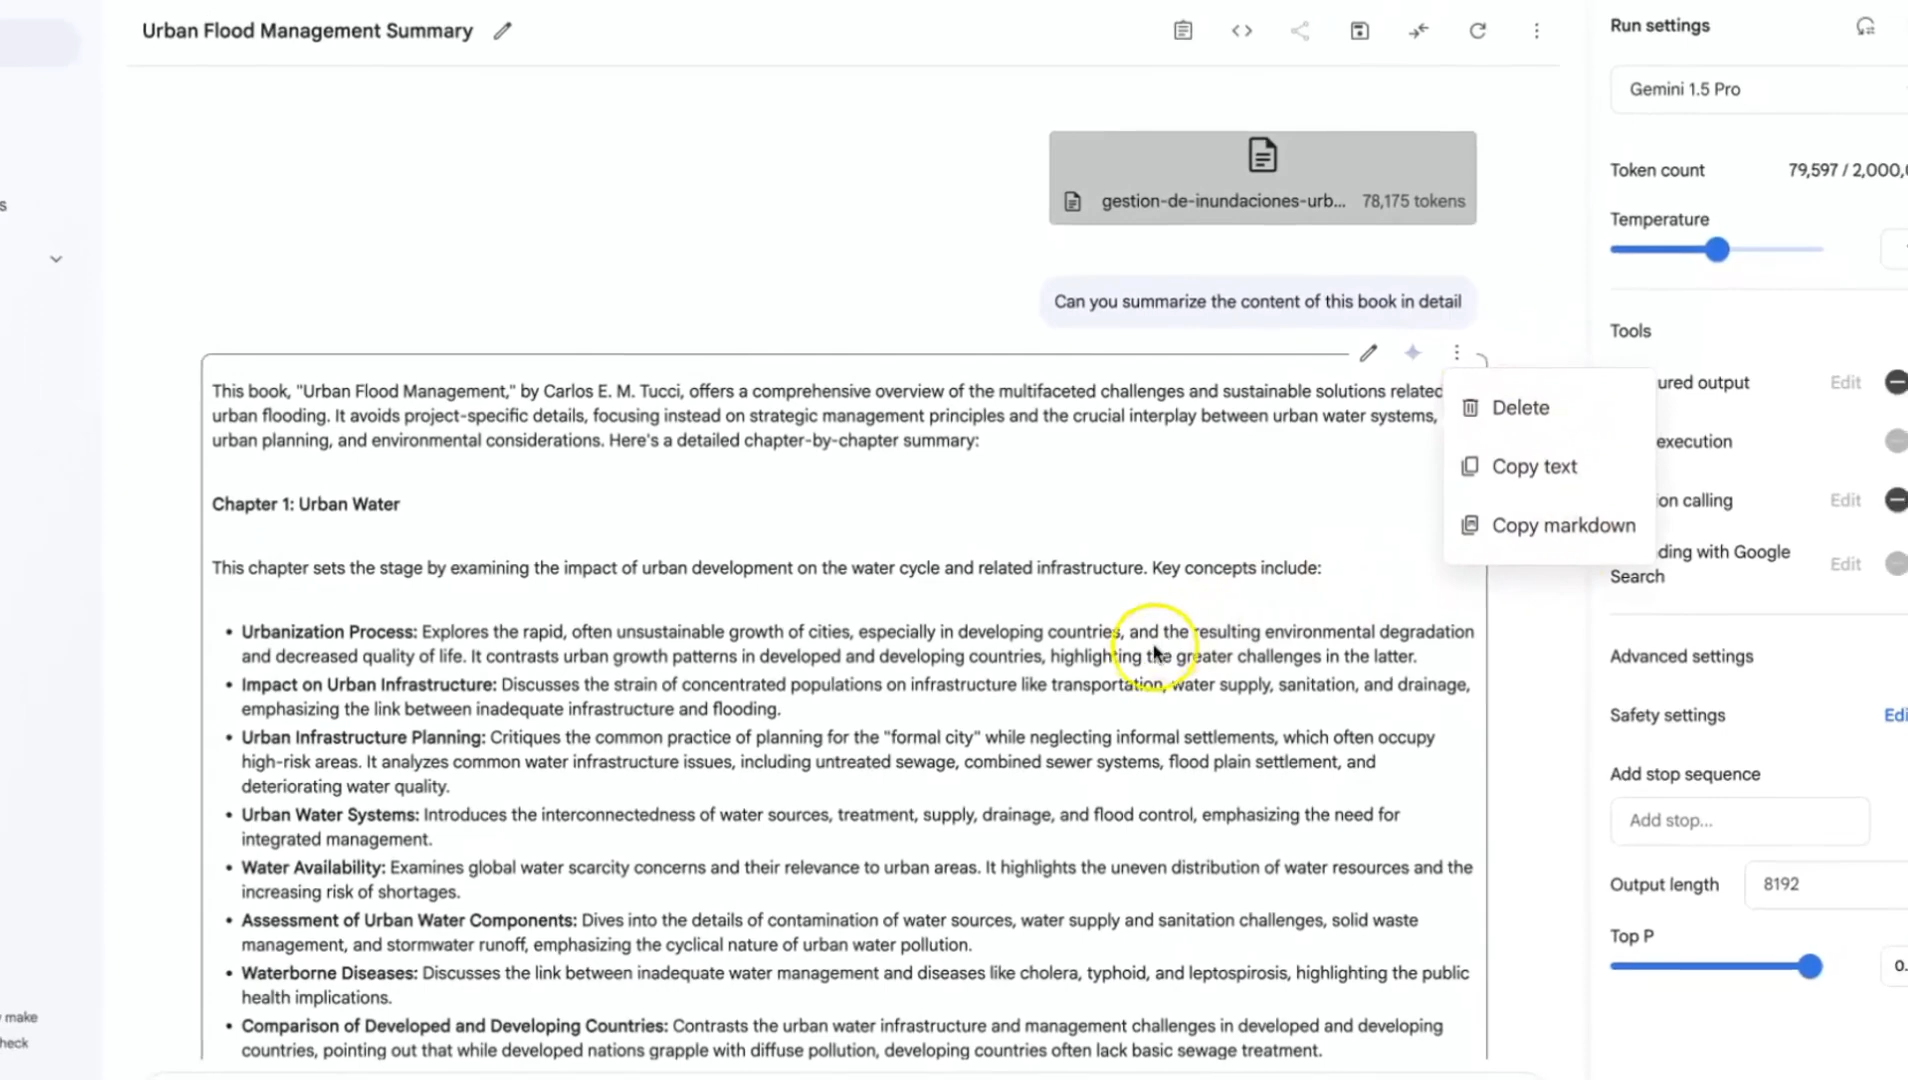 Urban Flood Management Summary
gestion-de-inundaciones-urb... 78,175 tokens
Can you summarize the content of this book in detail
This book, "Urban Flood Management," by Carlos E. M. Tucci, offers a comprehensive overview of the multifaceted challenges and sustainable solutions related
urban flooding. It avoids project-specific details, focusing instead on strategic management principles and the crucial interplay between urban water systems,
urban planning, and environmental considerations. Here's a detailed chapter-by-chapter summary:
Chapter 1: Urban Water
This chapter sets the stage by examining the impact of urban development on the water cycle and related infrastructure. Key concepts include:
• Urbanization Process: Explores the rapid, often unsustainable growth of cities, especially in developing countries, and the resulting environmental degradation
and decreased quality of life. It contrasts urban growth patterns in developed and developing countries, highlighting the greater challenges in the latter.
• Impact on Urban Infrastructure: Discusses the strain of concentrated populations on infrastructure like transportation, water supply, sanitation, and drainage,
emphasizing the link between inadequate infrastructure and flooding.
• Urban Infrastructure Planning: Critiques the common practice of planning for the "formal city" while neglecting informal settlements, which often occupy
high-risk areas. It analyzes common water infrastructure issues, including untreated sewage, combined sewer systems, flood plain settlement, and
deteriorating water quality.
• Urban Water Systems: Introduces the interconnectedness of water sources, treatment, supply, drainage, and flood control, emphasizing the need for
integrated management.
• Water Availability: Examines global water scarcity concerns and their relevance to urban areas. It highlights the uneven distribution of water resources and the
increasing risk of shortages.
• Assessment of Urban Water Components: Dives into the details of contamination of water sources, water supply and sanitation challenges, solid waste
management, and stormwater runoff, emphasizing the cyclical nature of urban water pollution.
• Waterborne Diseases: Discusses the link between inadequate water management and diseases like cholera, typhoid, and leptospirosis, highlighting the public
health implications.
• Comparison of Developed and Developing Countries: Contrasts the urban water infrastructure and management challenges in developed and developing
countries, pointing out that while developed nations grapple with diffuse pollution, developing countries often lack basic sewage treatment.
Delete
Copy text
Copy markdown
Run settings
Gemini 1.5 Pro
Token count 79,597 / 2,000,
Temperature
Tools
ured output Edit
execution
on calling Edit
ding with Google
Search Edit
Advanced settings
Safety settings Edi
Add stop sequence
Add stop...
Output length 8192
Top P
0.
s
make
heck